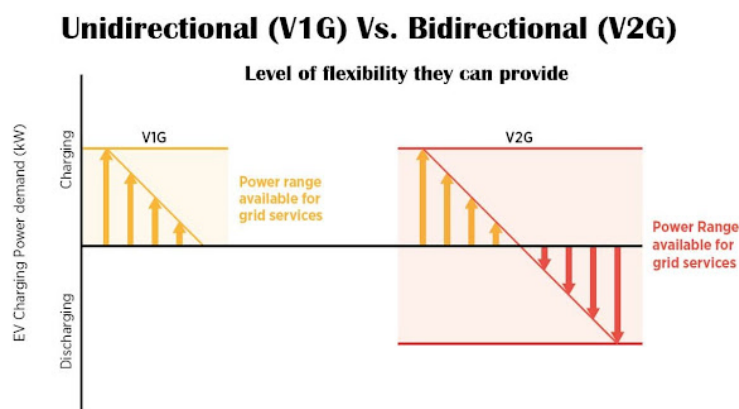 Unidirectional (V1G) Vs. Bidirectional (V2G)
Level of flexibility they can provide
EV Charging Power demand (kW)
Charging
Discharging
V1G
Power range
available for
grid services
V2G
Power Range
available for
grid services